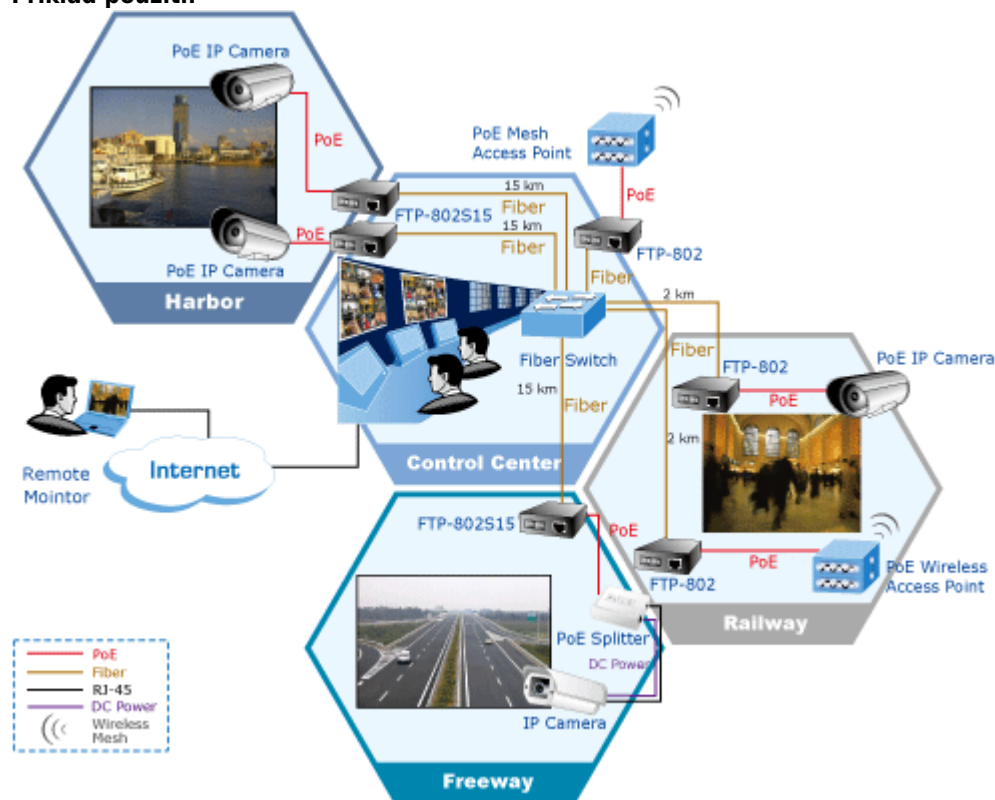 Příklad použití:
PoE IP Camera
PoE
PoE IP Camera
PoE
Harbor
PoE Mesh
Access Point
PoE
FTP-802
15 km
Fiber
FTP-802S15
15 km
Fiber
Fiber
Fiber Switch
2 km
Fiber
FTP-802
PoE IP Camera
PoE
15 km
Fiber
2 km
Control Center
Remote
Mointor
Internet
FTP-802S15
PoE
FTP-802
PoE
PoE Wireless
Access Point
Railway
PoE Splitter
DC Power
IP Camera
Freeway
PoE
Fiber
RJ-45
DC Power
Wireless
Mesh